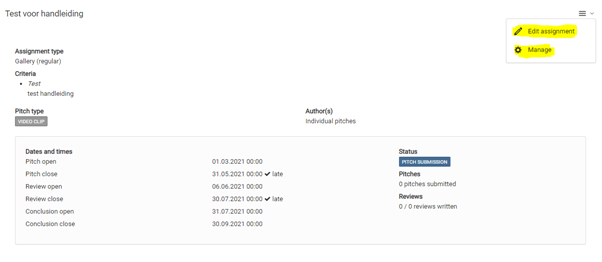 Test voor handleiding
Edit assignment
Manage
Assignment type
Gallery (regular)
Criteria
Test
test handleiding
Pitch type
VIDEO CLIP
Author(s)
Individual pitches
Dates and times
Pitch open 01.03.2021 00:00
Pitch close 31.05.2021 00:00 ✔ late
Review open 06.06.2021 00:00
Review close 30.07.2021 00:00 ✔ late
Conclusion open 31.07.2021 00:00
Conclusion close 30.09.2021 00:00
Status
PITCH SUBMISSION
Pitches
0 pitches submitted
Reviews
0 / 0 reviews written